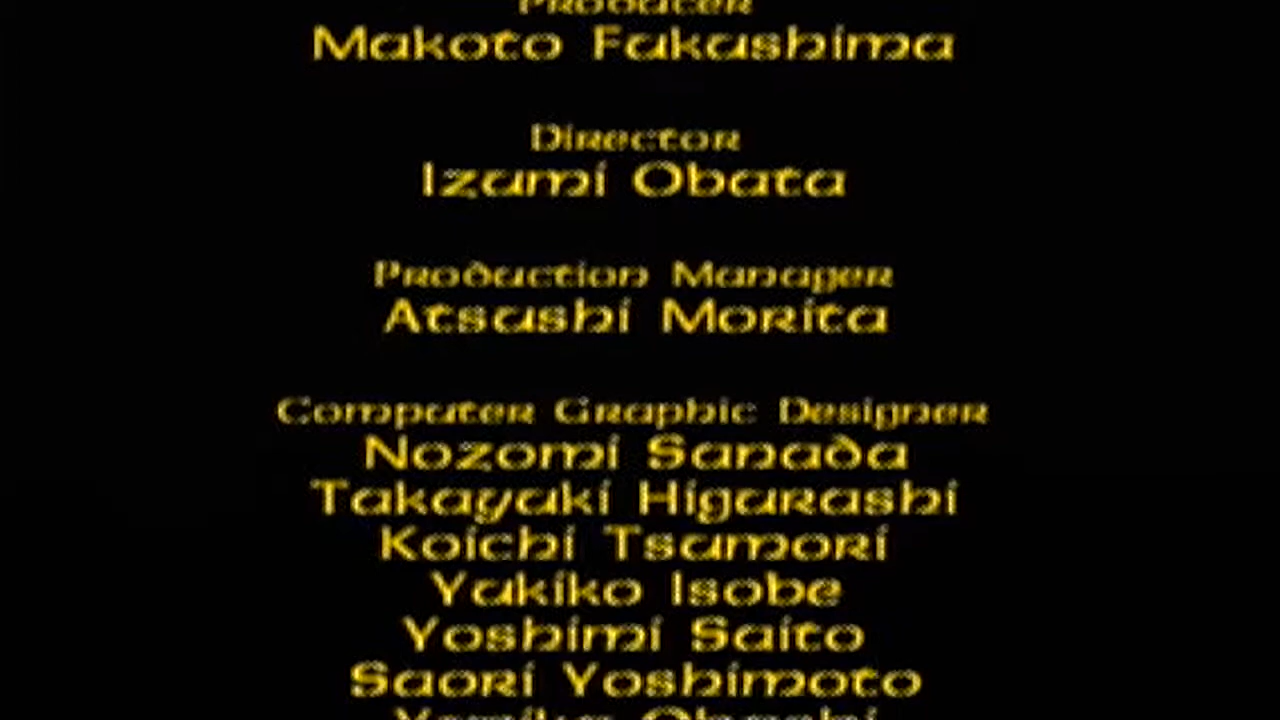 Producer
Makoto Fukushima
Director
Izumi Obata
Production Manager
Atsushi Morita
Computer Graphic Designer
Nozomi Sanada
Takayuki Higurashi
Koichi Tsumori
Yukiko Isobe
Yoshimi Saito
Saori Yoshimoto